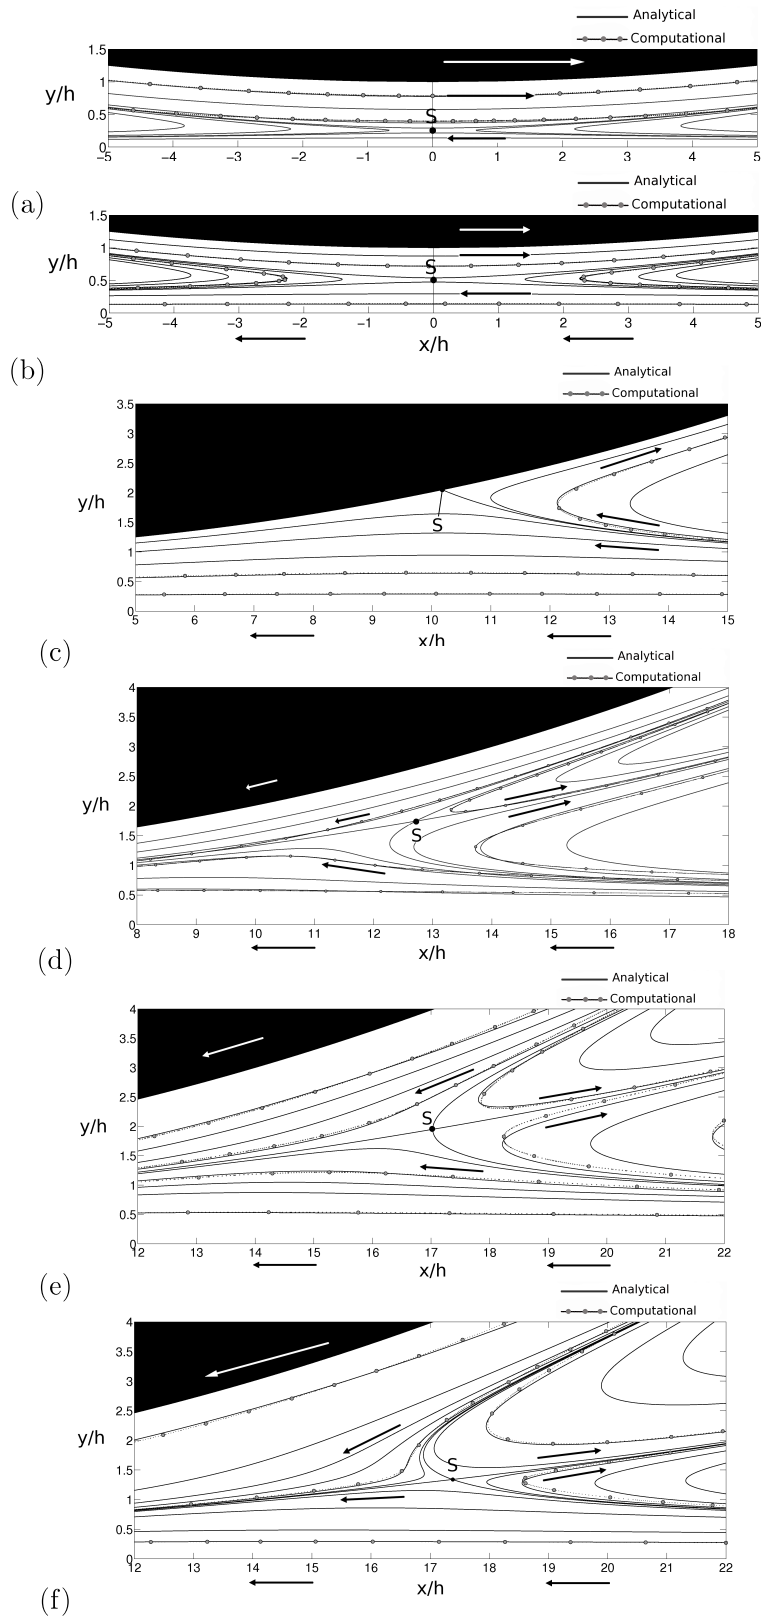 Analytical
Computational
1.5
1
0.5
0
y/h
S
−5 −4 −3 −2 −1 0 1 2 3 4 5
(a)
Analytical
Computational
1.5
1
0.5
0
y/h
S
−5 −4 −3 −2 −1 0 1 2 3 4 5
x/h
(b)
Analytical
Computational
3.5
3
2.5
2
1.5
1
0.5
0
y/h
S
5 6 7 8 9 10 11 12 13 14 15
x/h
(c)
Analytical
Computational
4
3.5
3
2.5
2
1.5
1
0.5
0
y/h
S
8 9 10 11 12 13 14 15 16 17 18
x/h
(d)
Analytical
Computational
4
3.5
3
2.5
2
1.5
1
0.5
0
y/h
S
12 13 14 15 16 17 18 19 20 21 22
x/h
(e)
Analytical
Computational
4
3.5
3
2.5
2
1.5
1
0.5
0
y/h
S
12 13 14 15 16 17 18 19 20 21 22
x/h
(f)